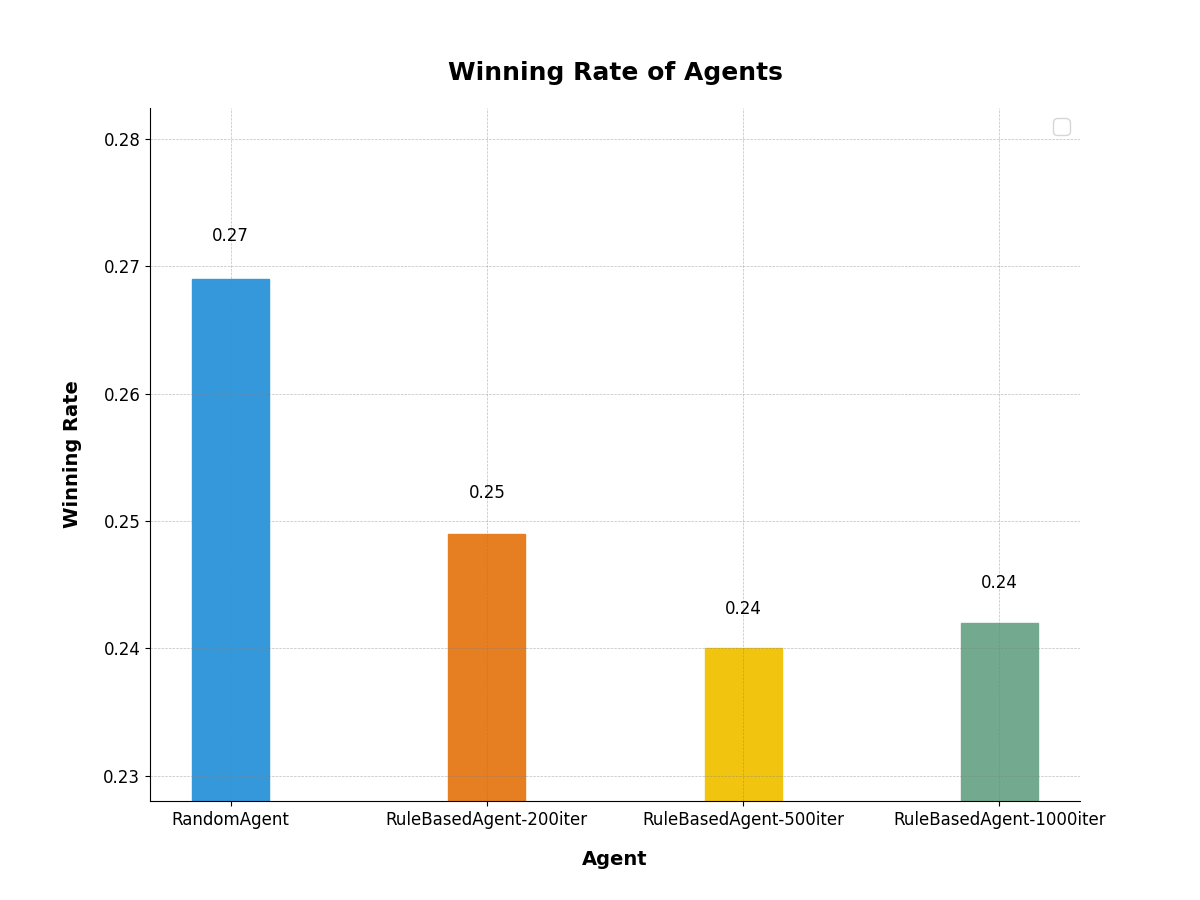 Winning Rate of Agents
0.28
0.27
0.27
0.26
0.25
0.25
0.24
0.24
0.24
0.23
Winning Rate
RandomAgent
RuleBasedAgent-200iter
RuleBasedAgent-500iter
RuleBasedAgent-1000iter
Agent